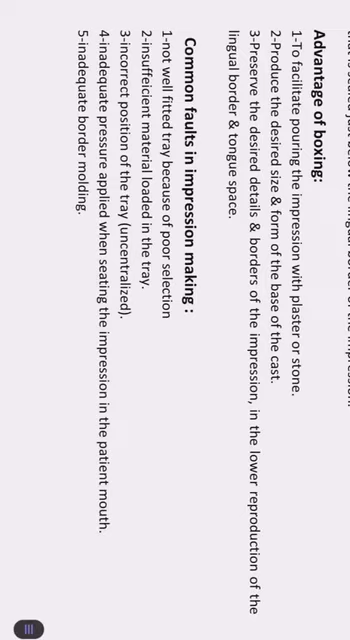 Advantage of boxing:
1-To facilitate pouring the impression with plaster or stone.
2-Produce the desired size & form of the base of the cast.
3-Preserve the desired details & borders of the impression, in the lower reproduction of the
lingual border & tongue space.
Common faults in impression making :
1-not well fitted tray because of poor selection
2-insuffeicient material loaded in the tray.
3-incorrect position of the tray (uncentralized).
4-inadequate pressure applied when seating the impression in the patient mouth.
5-inadequate border molding.